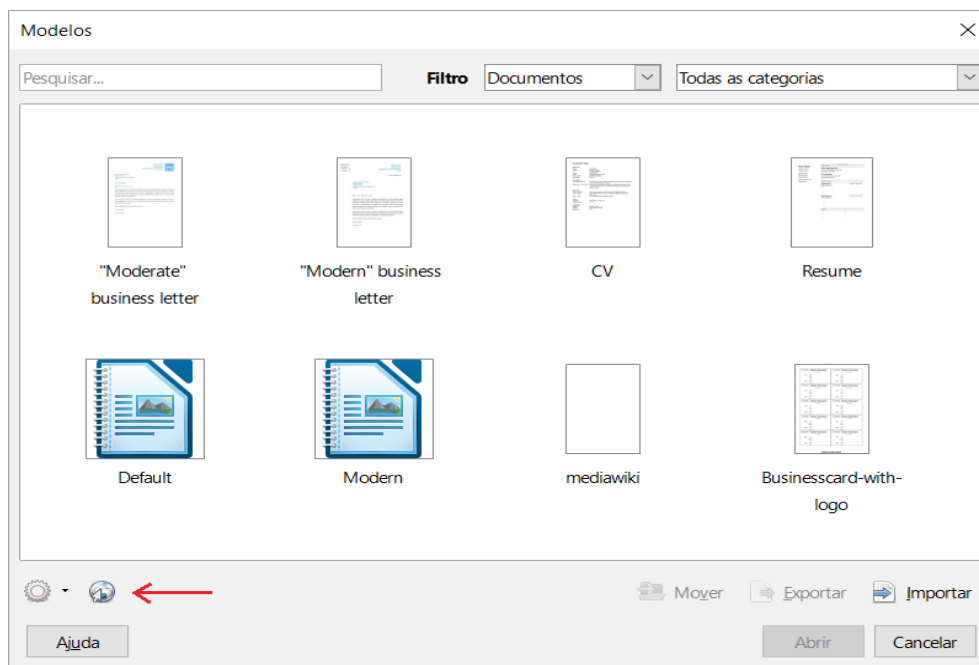 Modelos
Pesquisar...
Filtro
Documentos
Todas as categorias
"Moderate"
business letter
"Modern" business
letter
CV
Resume
Default
Modern
mediawiki
Businesscard-with-
logo
Mover
Exportar
Importar
Ajuda
Abrir
Cancelar